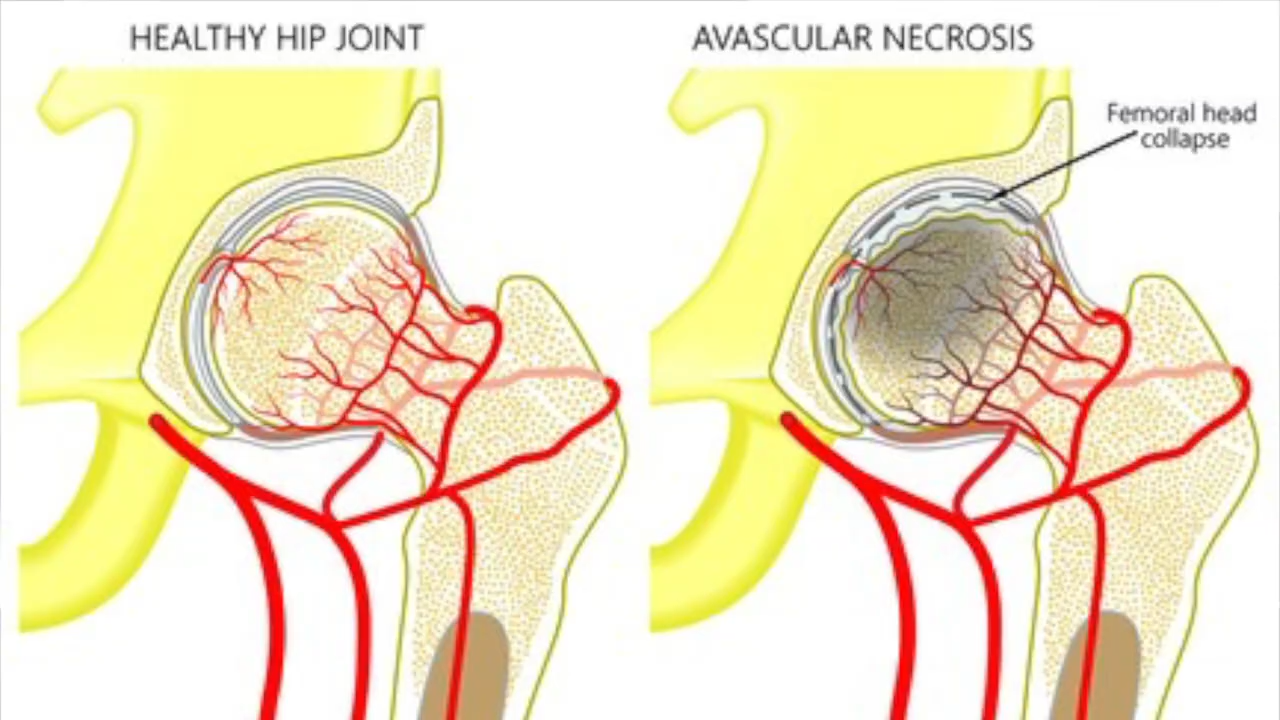 HEALTHY HIP JOINT
AVASCULAR NECROSIS
Femoral head
collapse